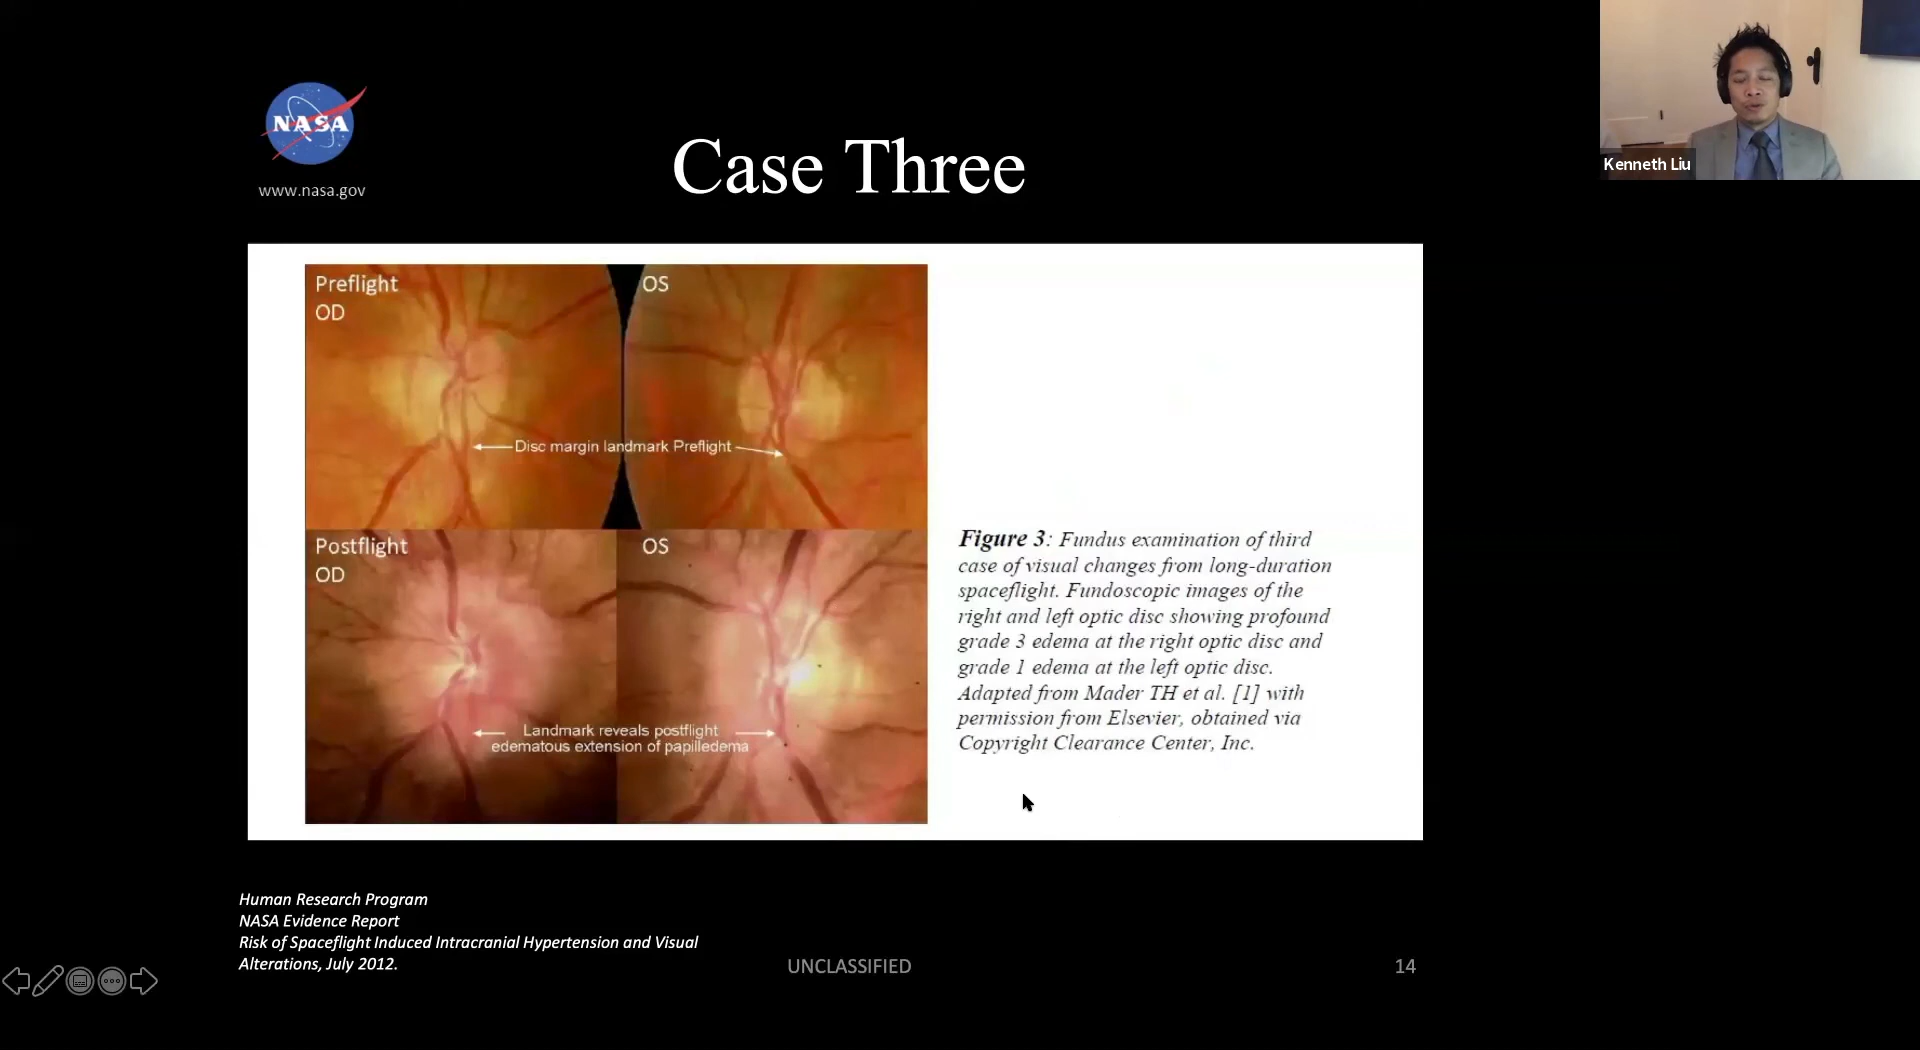 NASA
www.nasa.gov
Case Three
Kenneth Liu
Preflight
OD
OS
Disc margin landmark Preflight
Postflight
OD
OS
Landmark reveals postflight
edematous extension of papilledema
Figure 3: Fundus examination of third
case of visual changes from long-duration
spaceflight. Fundoscopic images of the
right and left optic disc showing profound
grade 3 edema at the right optic disc and
grade 1 edema at the left optic disc.
Adapted from Mader TH et al. [1] with
permission from Elsevier, obtained via
Copyright Clearance Center, Inc.
Human Research Program
NASA Evidence Report
Risk of Spaceflight Induced Intracranial Hypertension and Visual
Alterations, July 2012.
UNCLASSIFIED
14